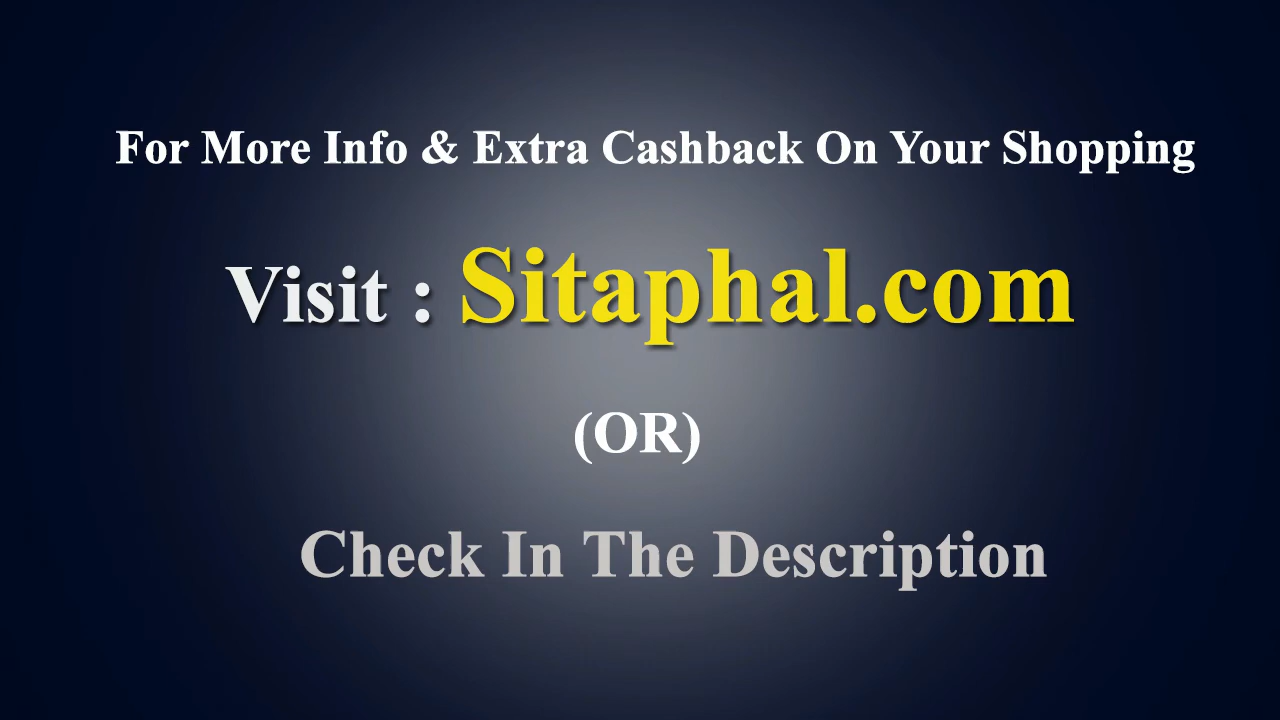 For More Info & Extra Cashback On Your Shopping
Visit : Sitaphal.com
(OR)
Check In The Description